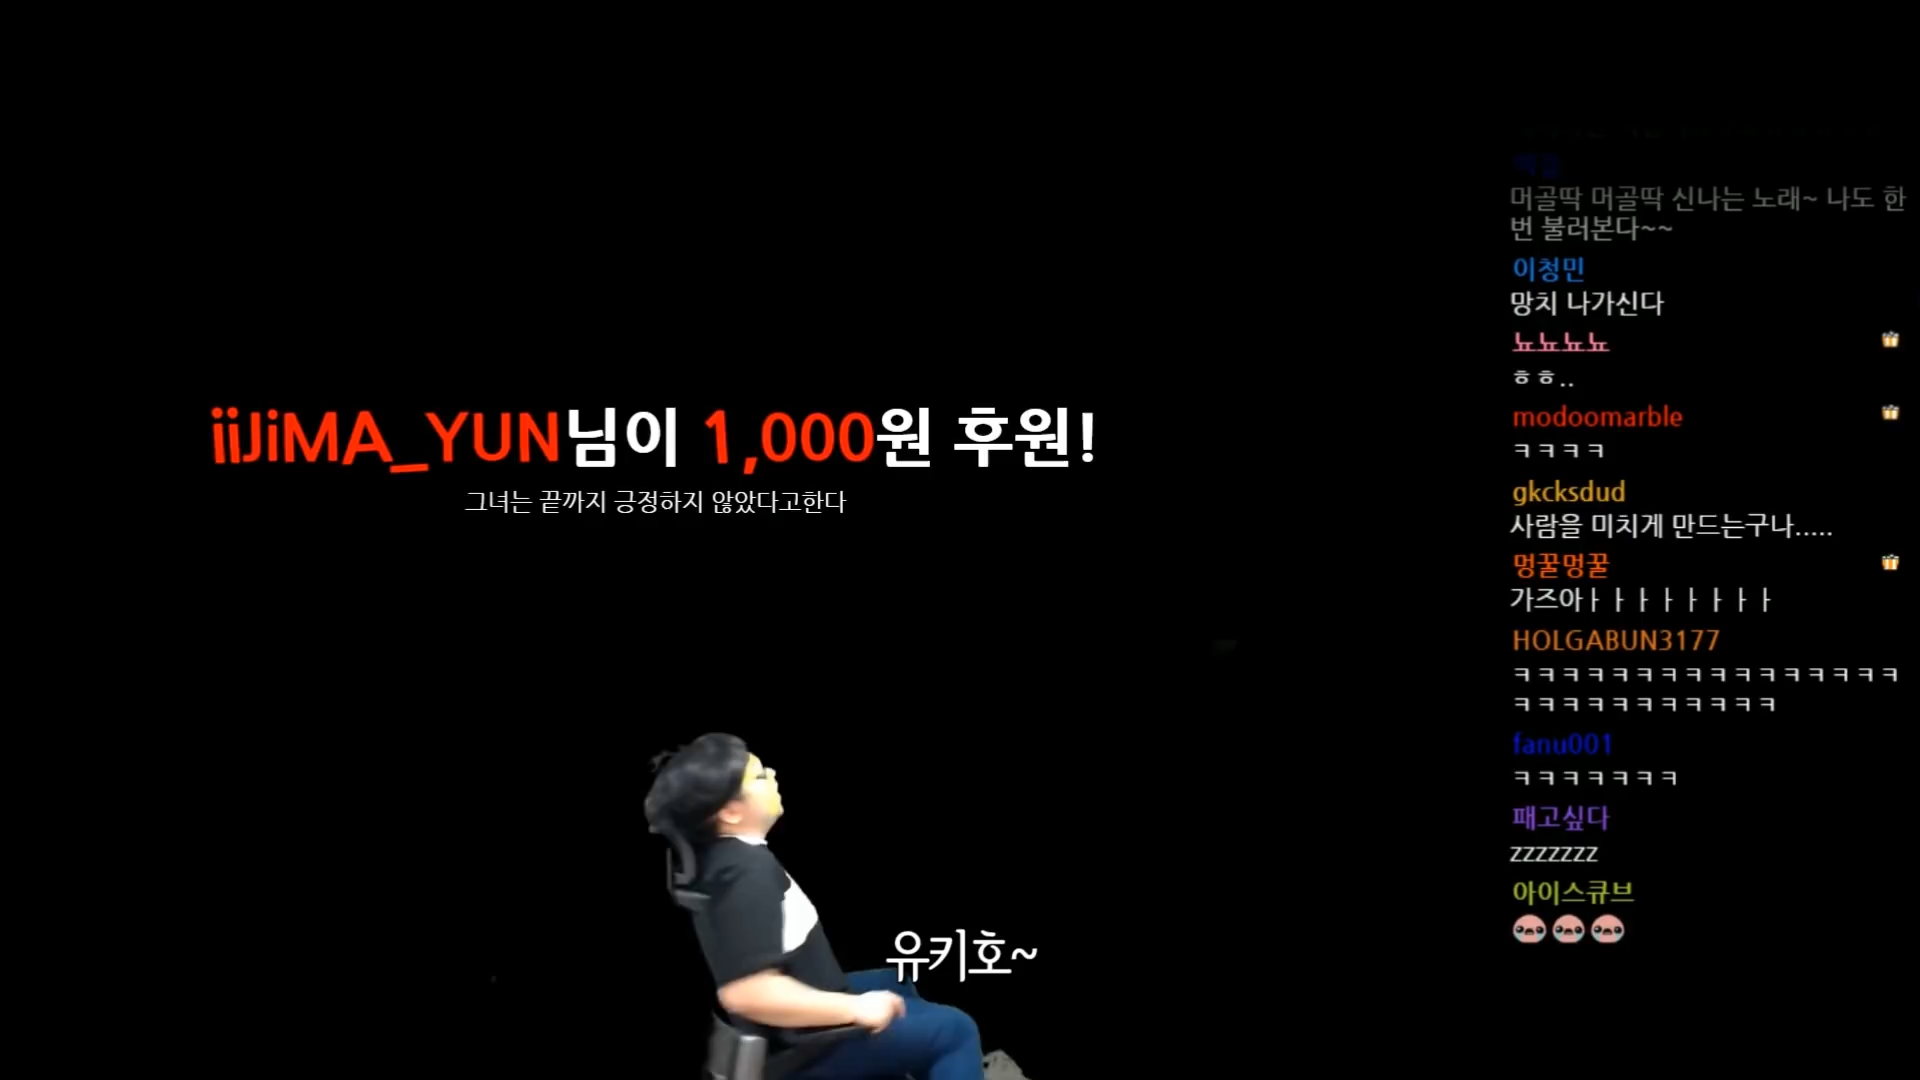 iiJiMA_YUN님이 1,000원 후원!
그녀는 끝까지 긍정하지 않았다고한다
유키호~
머골딱 머골딱 신나는 노래~ 나도 한
번 불러본다~~
이청민
망치 나가신다
뇨뇨뇨뇨
ㅎㅎ..
modoomarble
ㅋㅋㅋㅋ
gkcksdud
사람을 미치게 만드는구나.....
멍꿀멍꿀
가즈아ㅏㅏㅏㅏㅏㅏㅏㅏ
HOLGABUN3177
ㅋㅋㅋㅋㅋㅋㅋㅋㅋㅋㅋㅋㅋㅋㅋㅋ
ㅋㅋㅋㅋㅋㅋㅋㅋㅋㅋㅋ
fanu001
ㅋㅋㅋㅋㅋㅋㅋ
패고싶다
zzzzzzz
아이스큐브